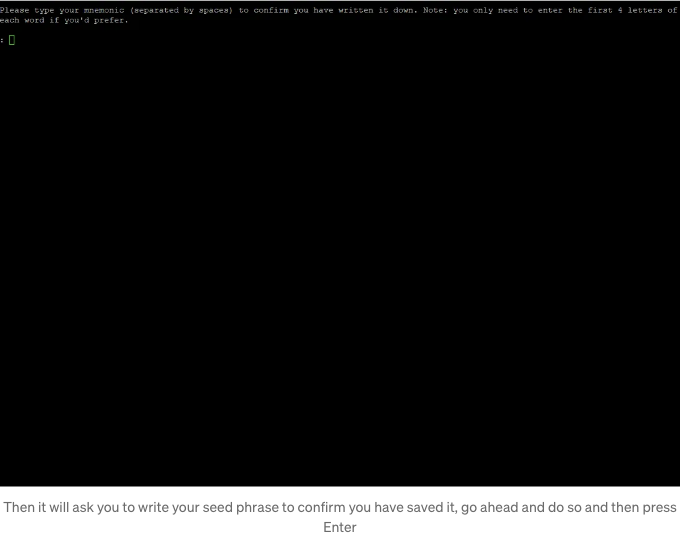 Please type your mnemonic (separated by spaces) to confirm you have written it down. Note: you only need to enter the first 4 letters of
each word if you'd prefer.
:
Then it will ask you to write your seed phrase to confirm you have saved it, go ahead and do so and then press
Enter